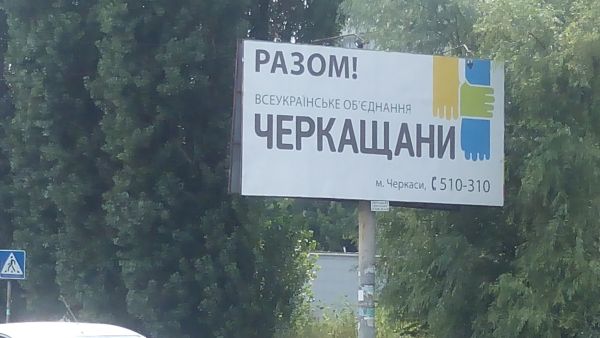 РАЗОМ!
ВСЕУКРАЇНСЬКЕ ОБ'ЄДНАННЯ
ЧЕРКАЩАНИ
м. Черкаси, 510-310